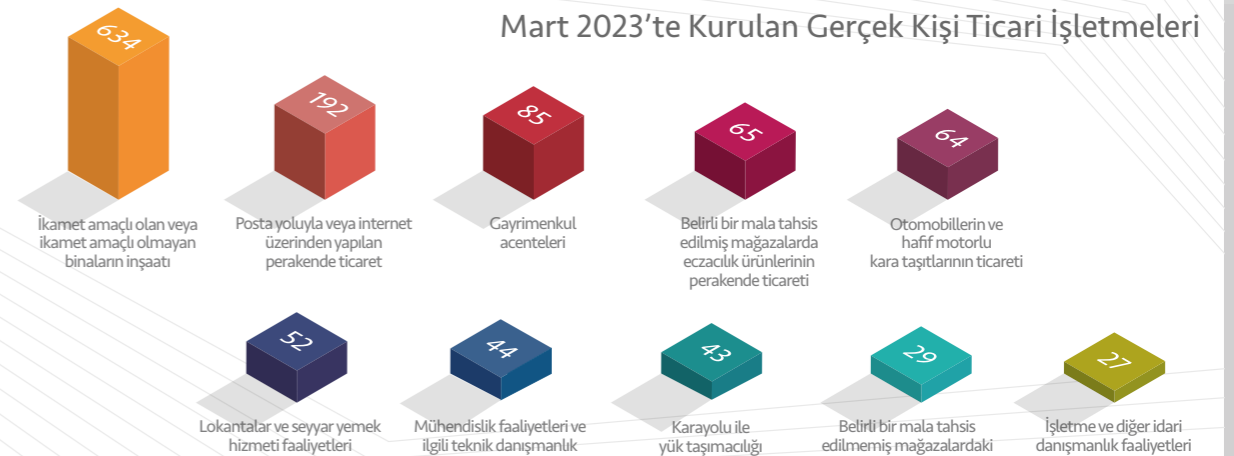 Mart 2023'te Kurulan Gerçek Kişi Ticari İşletmeleri
634
İkamet amaçlı olan veya
ikamet amaçlı olmayan
binaların inşaatı
192
Posta yoluyla veya internet
üzerinden yapılan
perakende ticaret
85
Gayrimenkul
acenteleri
65
Belirli bir mala tahsis
edilmiş mağazalarda
eczacılık ürünlerinin
perakende ticareti
64
Otomobillerin ve
hafif motorlu
kara taşıtlarının ticareti
52
Lokantalar ve seyyar yemek
hizmeti faaliyetleri
44
Mühendislik faaliyetleri ve
ilgili teknik danışmanlık
43
Karayolu ile
yük taşımacılığı
29
Belirli bir mala tahsis
edilmemiş mağazalardaki
27
İşletme ve diğer idari
danışmanlık faaliyetleri